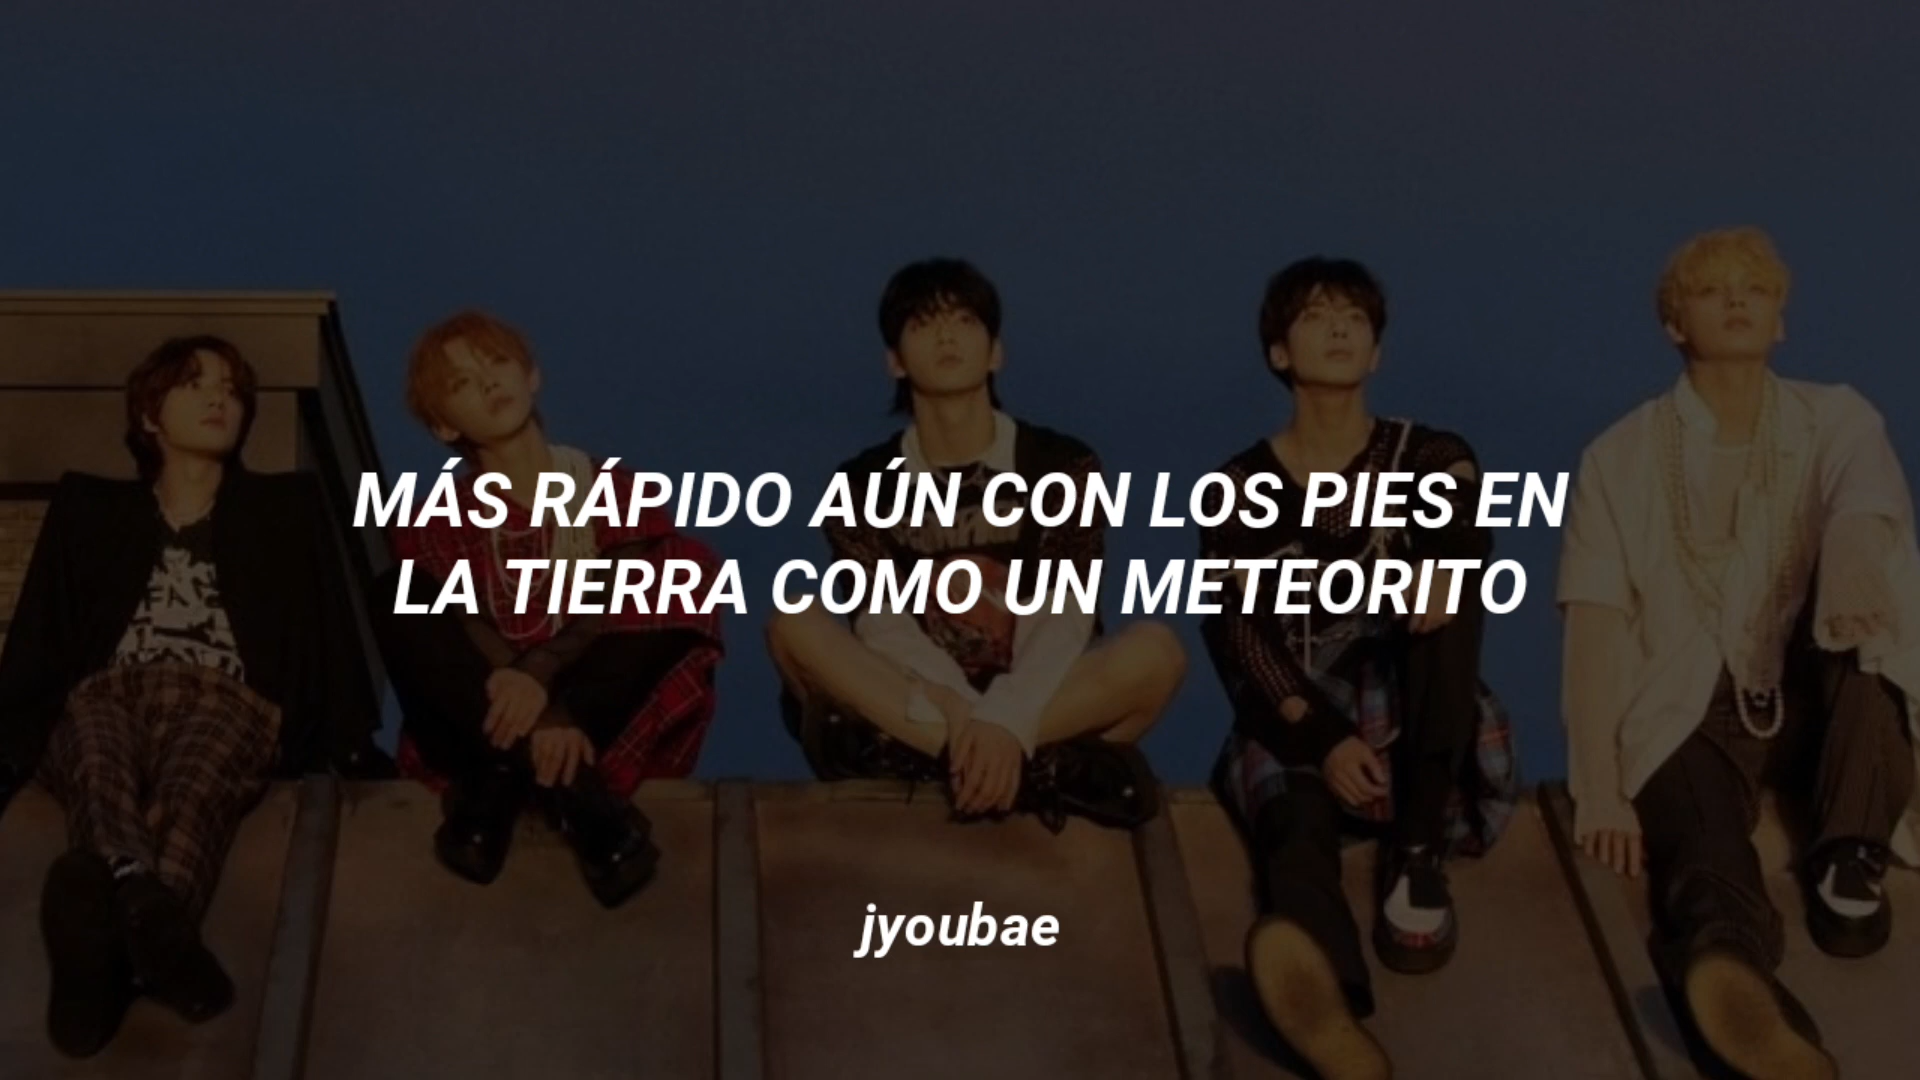 MÁS RÁPIDO AÚN CON LOS PIES EN
LA TIERRA COMO UN METEORITO
jyoubae